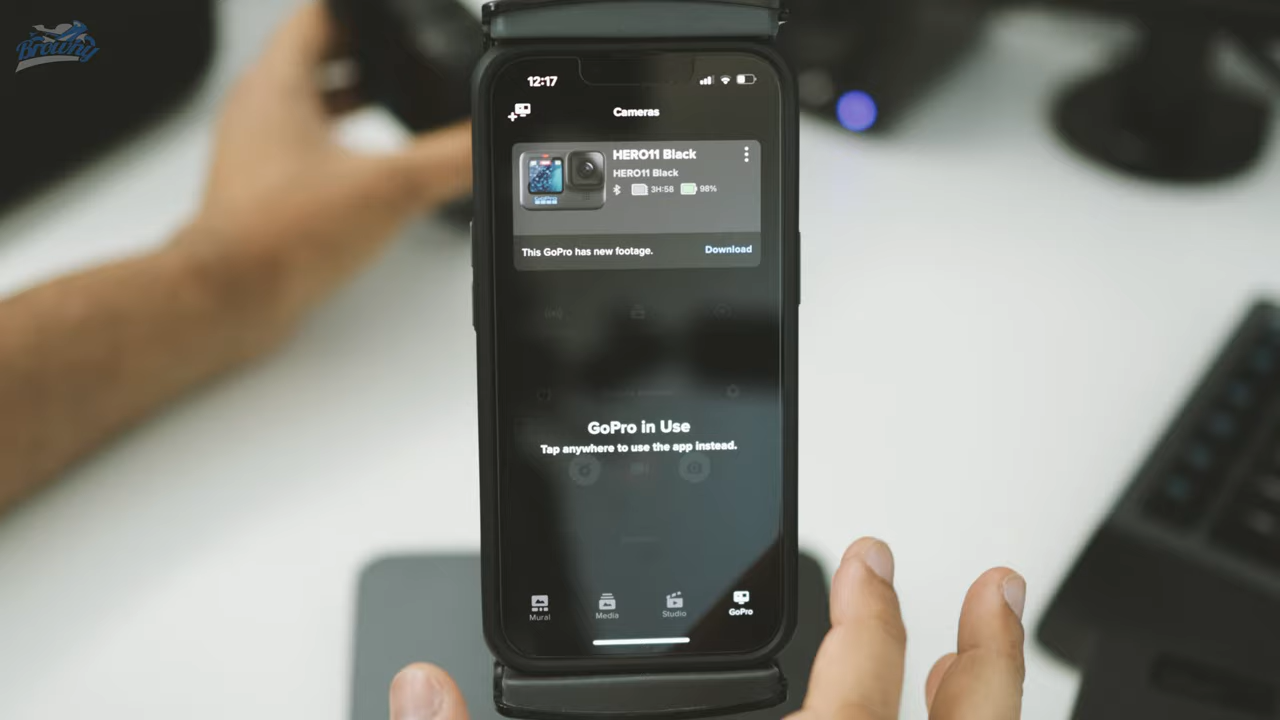 Browhy
12:17
Cameras
HERO11 Black
HERO11 Black
3H:58 98%
This GoPro has new footage. Download
GoPro in Use
Tap anywhere to use the app instead.
Mural Media Studio GoPro